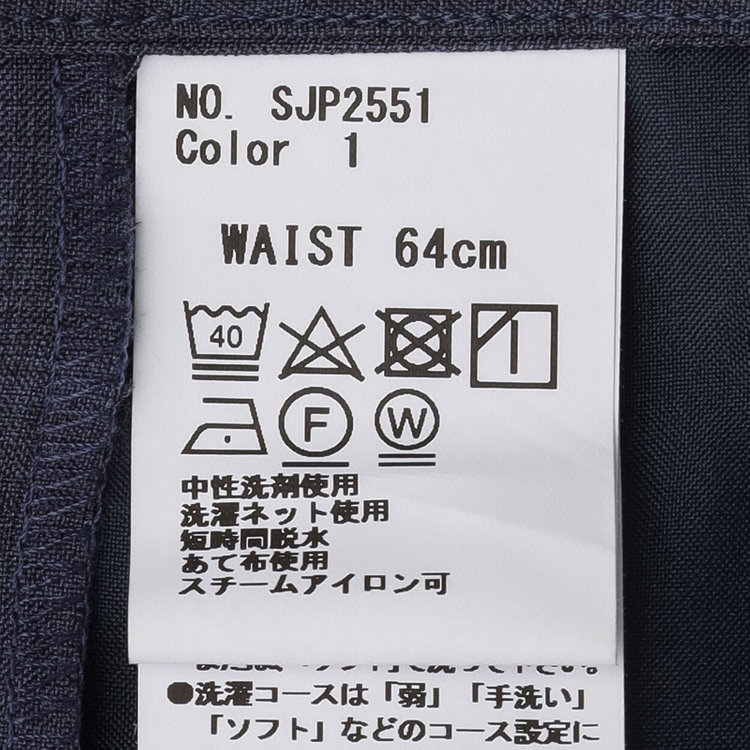 NO. SJP2551
Color 1
WAIST 64cm
40
F W
中性洗剤使用
洗濯ネット使用
短時間脱水
あて布使用
スチームアイロン可
●洗濯コースは「弱」「手洗い」
「ソフト」などのコース設定に